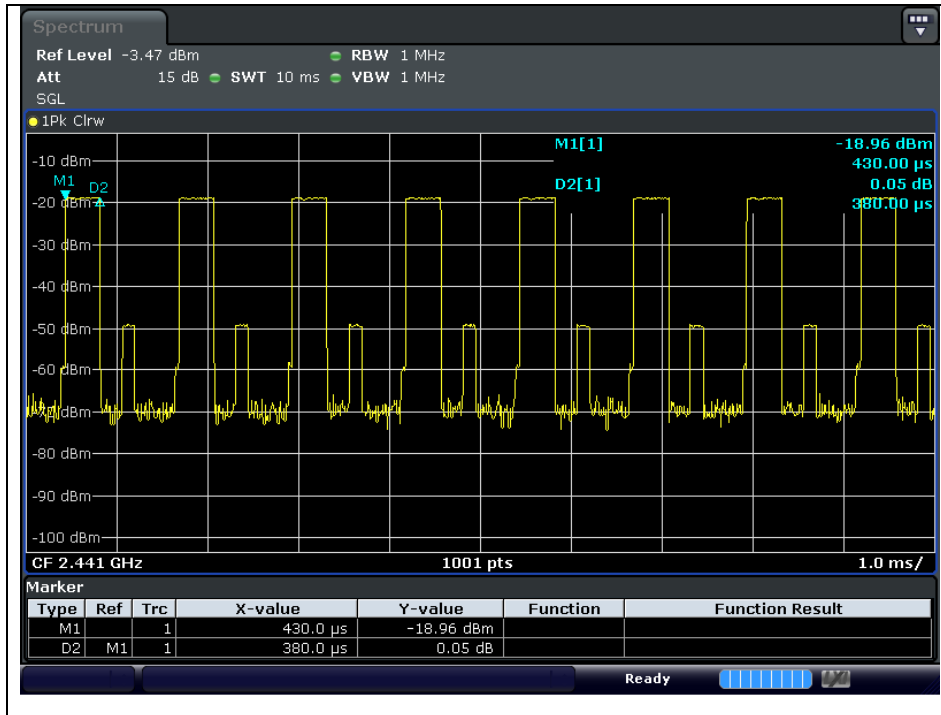 Spectrum
Ref Level -3.47 dBm RBW 1 MHz
Att 15 dB SWT 10 ms VBW 1 MHz
SGL
1Pk Clrw
M1[1] -18.96 dBm
430.00 µs
D2[1] 0.05 dB
380.00 µs
M1 D2
-10 dBm
-20 dBm
-30 dBm
-40 dBm
-50 dBm
-60 dBm
-70 dBm
-80 dBm
-90 dBm
-100 dBm
CF 2.441 GHz 1001 pts 1.0 ms/
Marker
Type Ref Trc X-value Y-value Function Function Result
M1 1 430.0 µs -18.96 dBm
D2 M1 1 380.0 µs 0.05 dB
Ready